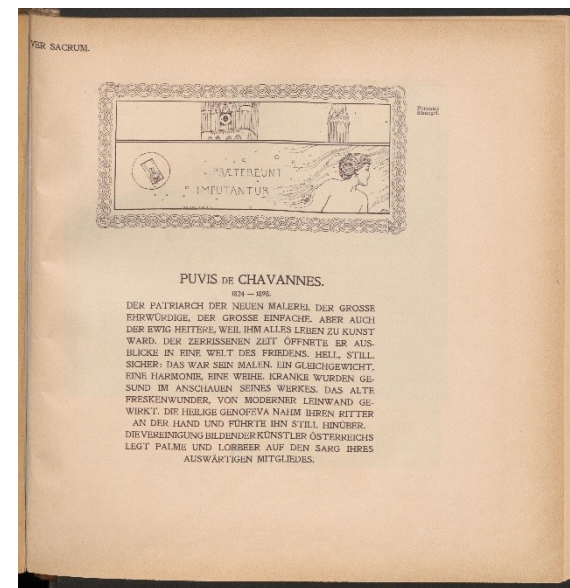 VER SACRUM.
PRÆTEREUNT
IMPUTANTUR
PUVIS DE CHAVANNES.
1824 — 1898.
DER PATRIARCH DER NEUEN MALEREI. DER GROSSE
EHRWÜRDIGE, DER GROSSE EINFACHE. ABER AUCH
DER EWIG HEITERE, WEIL IHM ALLES LEBEN ZU KUNST
WARD. DER ZERRISSENEN ZEIT ÖFFNETE ER AUS-
BLICKE IN EINE WELT DES FRIEDENS. HELL, STILL,
SICHER: DAS WAR SEIN MALEN. EIN GLEICHGEWICHT,
EINE HARMONIE, EINE WEIHE. KRANKE WURDEN GE-
SUND IM ANSCHAUEN SEINES WERKES. DAS ALTE
FRESKENWUNDER, VON MODERNER LEINWAND GE-
WIRKT. DIE HEILIGE GENOFEVA NAHM IHREN RITTER
AN DER HAND UND FÜHRTE IHN STILL HINÜBER.
DIE VEREINIGUNG BILDENDER KÜNSTLER ÖSTERREICHS
LEGT PALME UND LORBEER AUF DEN SARG IHRES
AUSWÄRTIGEN MITGLIEDES.